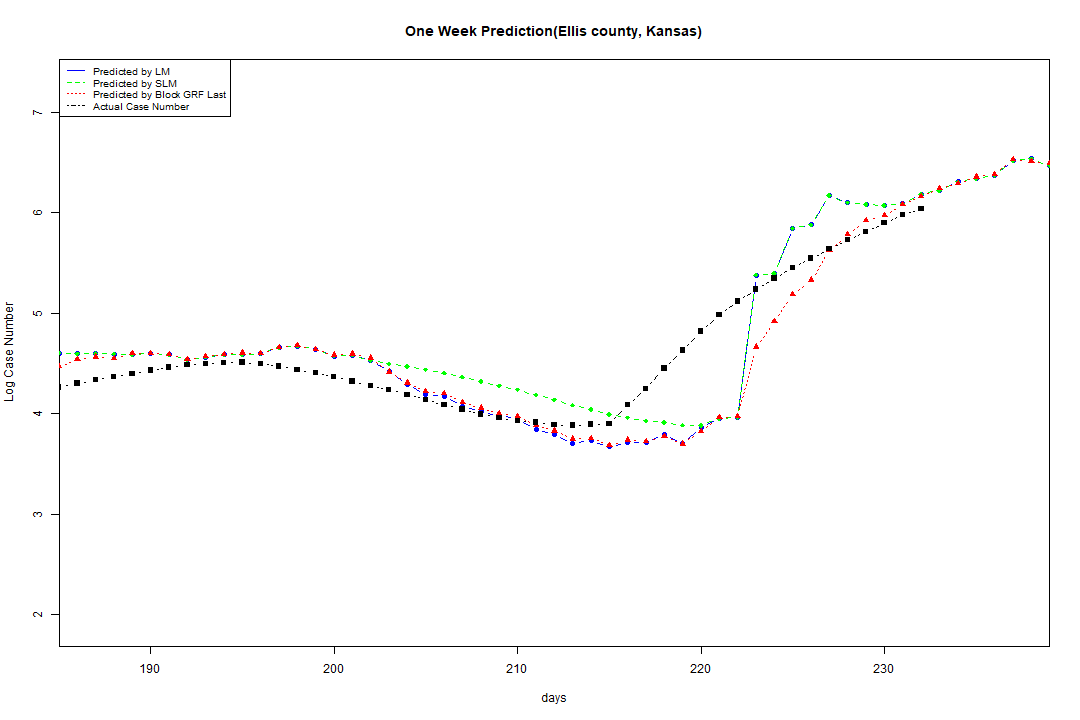 One Week Prediction(Ellis county, Kansas)
Predicted by LM
Predicted by SLM
Predicted by Block GRF Last
Actual Case Number
7
6
5
4
3
2
Log Case Number
190
200
210
220
230
days